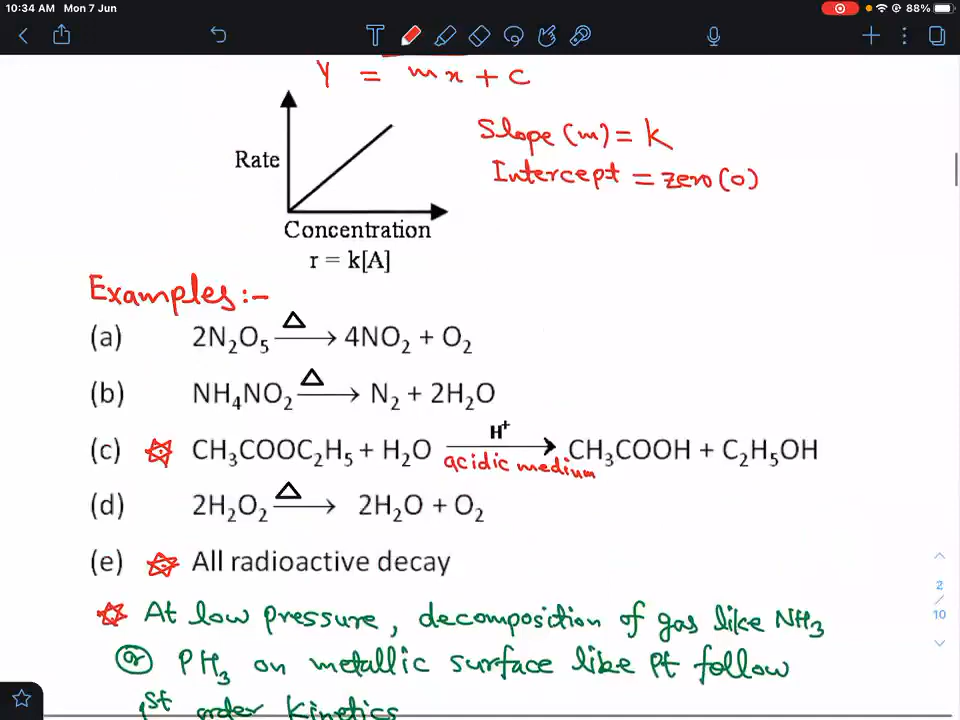 10:34 AM Mon 7 Jun
88%
Y = mx + c
Slope (m) = k
Rate
Intercept = zero (0)
Concentration
r = k[A]
Examples:-
(a) 2N₂O₅ △⟶ 4NO₂ + O₂
(b) NH₄NO₂ △⟶ N₂ + 2H₂O
(c) CH₃COOC₂H₅ + H₂O H⁺⟶ CH₃COOH + C₂H₅OH
acidic medium
(d) 2H₂O₂ △⟶ 2H₂O + O₂
(e) All radioactive decay
2
/
10
At low pressure, decomposition of gas like NH₃
or PH₃ on metallic surface like Pt follow
1st order Kinetics